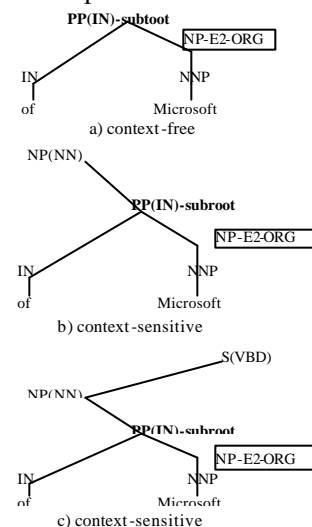 PP(IN)-subtoot
NP-E2-ORG
IN NNP
of Microsoft
a) context-free
NP(NN)
PP(IN)-subroot
NP-E2-ORG
IN NNP
of Microsoft
b) context-sensitive
S(VBD)
NP(NN)
PP(IN)-subroot
NP-E2-ORG
IN NNP
of Microsoft
c) context-sensitive